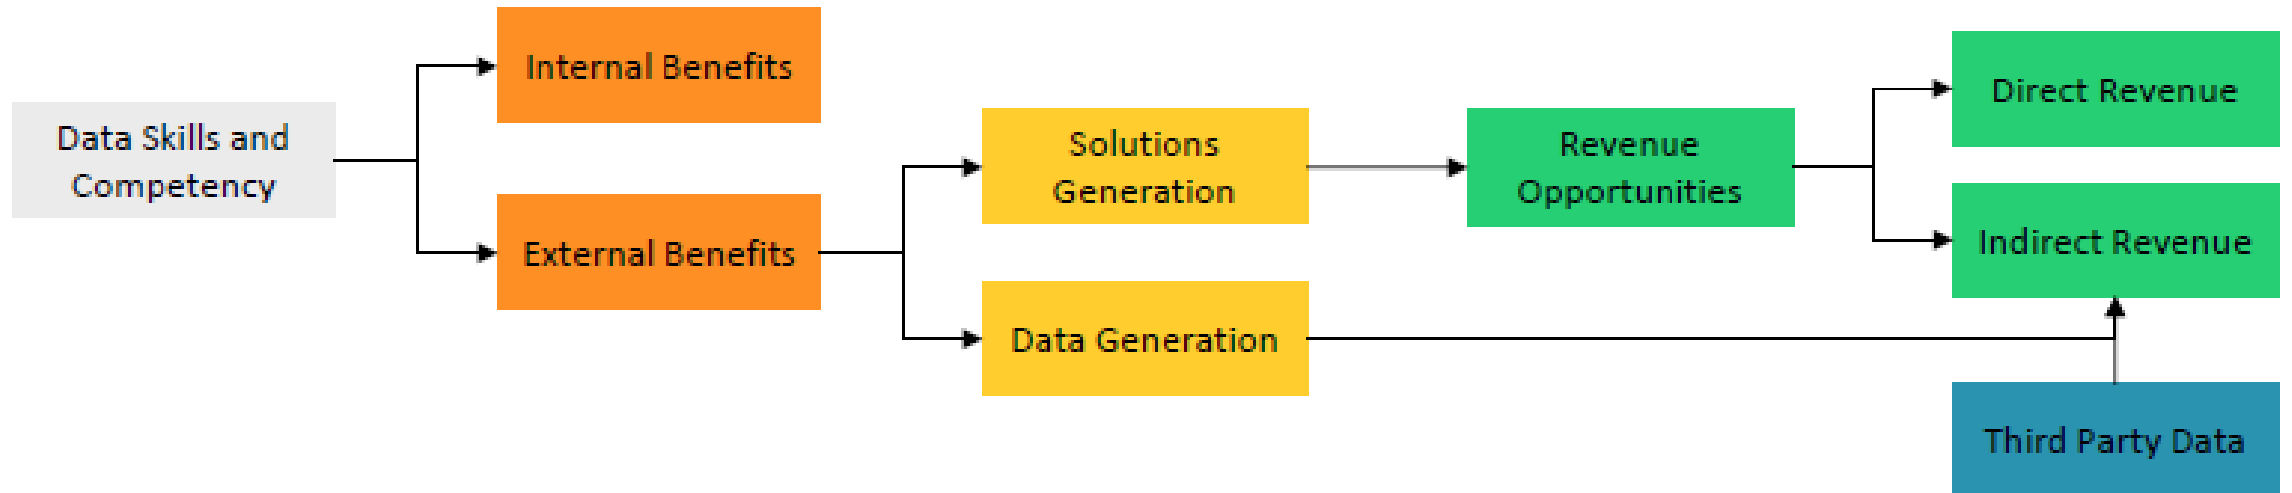 Data Skills and
Competency
Internal Benefits
External Benefits
Solutions
Generation
Data Generation
Revenue
Opportunities
Direct Revenue
Indirect Revenue
Third Party Data